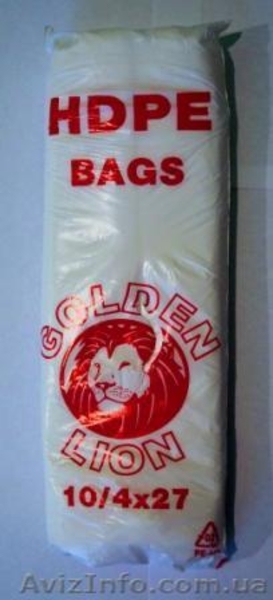 HDPE
BAGS
GOLDEN
LION
10/4x27
AvizInfo.com.ua